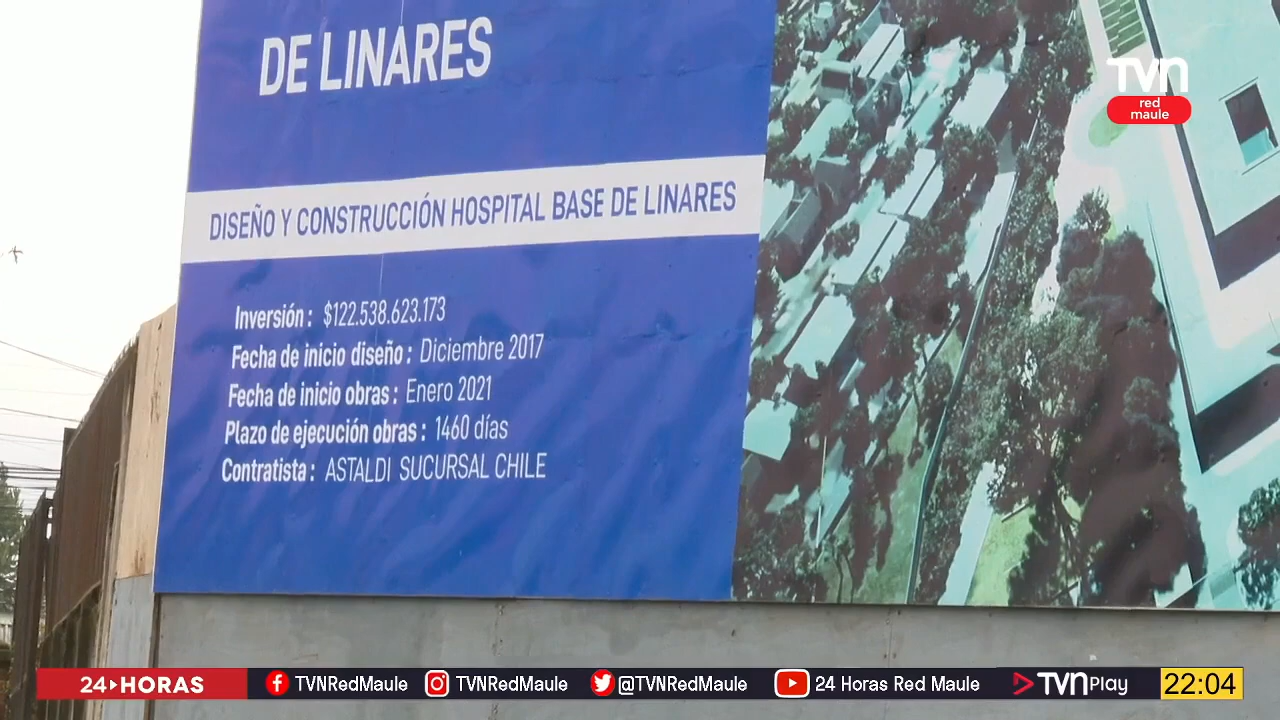 DE LINARES
TVN
red
maule
DISEÑO Y CONSTRUCCIÓN HOSPITAL BASE DE LINARES
Inversión : $122.538.623.173
Fecha de inicio diseño : Diciembre 2017
Fecha de inicio obras : Enero 2021
Plazo de ejecución obras : 1460 días
Contratista : ASTALDI SUCURSAL CHILE
24 HORAS TVNRedMaule TVNRedMaule @TVNRedMaule 24 Horas Red Maule TVN Play 22:04